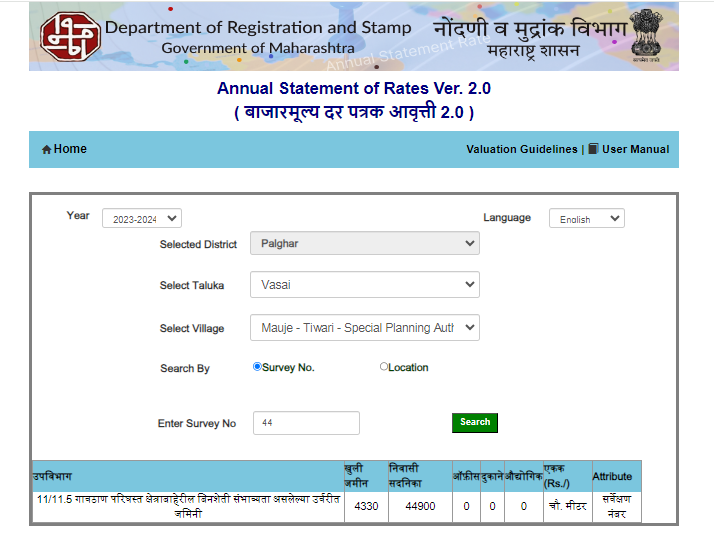 Department of Registration and Stamp
Government of Maharashtra
नोंदणी व मुद्रांक विभाग
महाराष्ट्र शासन
Annual Statement Rate
Annual Statement of Rates Ver. 2.0
( बाजारमूल्य दर पत्रक आवृत्ती 2.0 )
Home
Valuation Guidelines | User Manual
Year 2023-2024 Language English
Selected District Palghar
Select Taluka Vasai
Select Village Mauje - Tiwari - Special Planning Auth
Search By Survey No. Location
Enter Survey No 44 Search
उपविभाग खुली जमीन निवासी सदनिका ऑफ़ीस दुकाने औद्योगिक एकक (Rs./) Attribute
11/11.5 गावठाण परिघस्त क्षेत्राबाहेरील बिनशेती संभाव्यता असलेल्या उर्वरीत
जमिनी 4330 44900 0 0 0 चौ. मीटर सर्वेक्षण नंबर